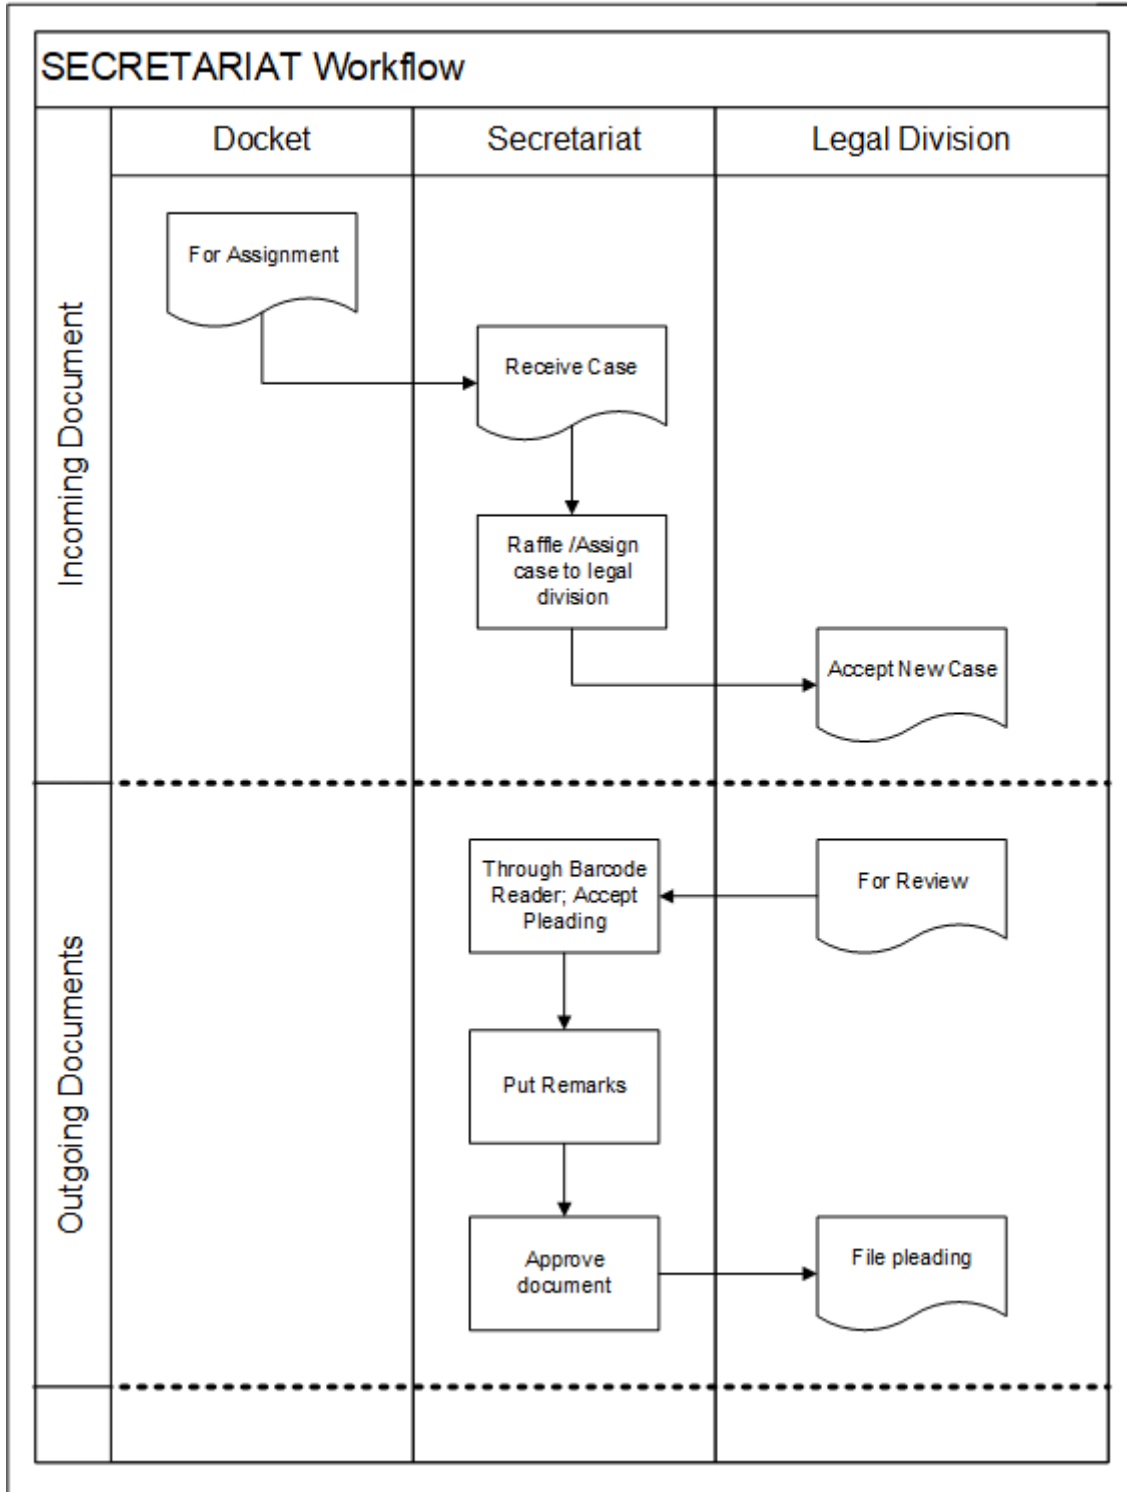 SECRETARIAT Workflow
Docket
Secretariat
Legal Division
Incoming Document
For Assignment
Receive Case
Raffle /Assign
case to legal
division
Accept New Case
Outgoing Documents
Through Barcode
Reader; Accept
Pleading
For Review
Put Remarks
Approve
document
File pleading